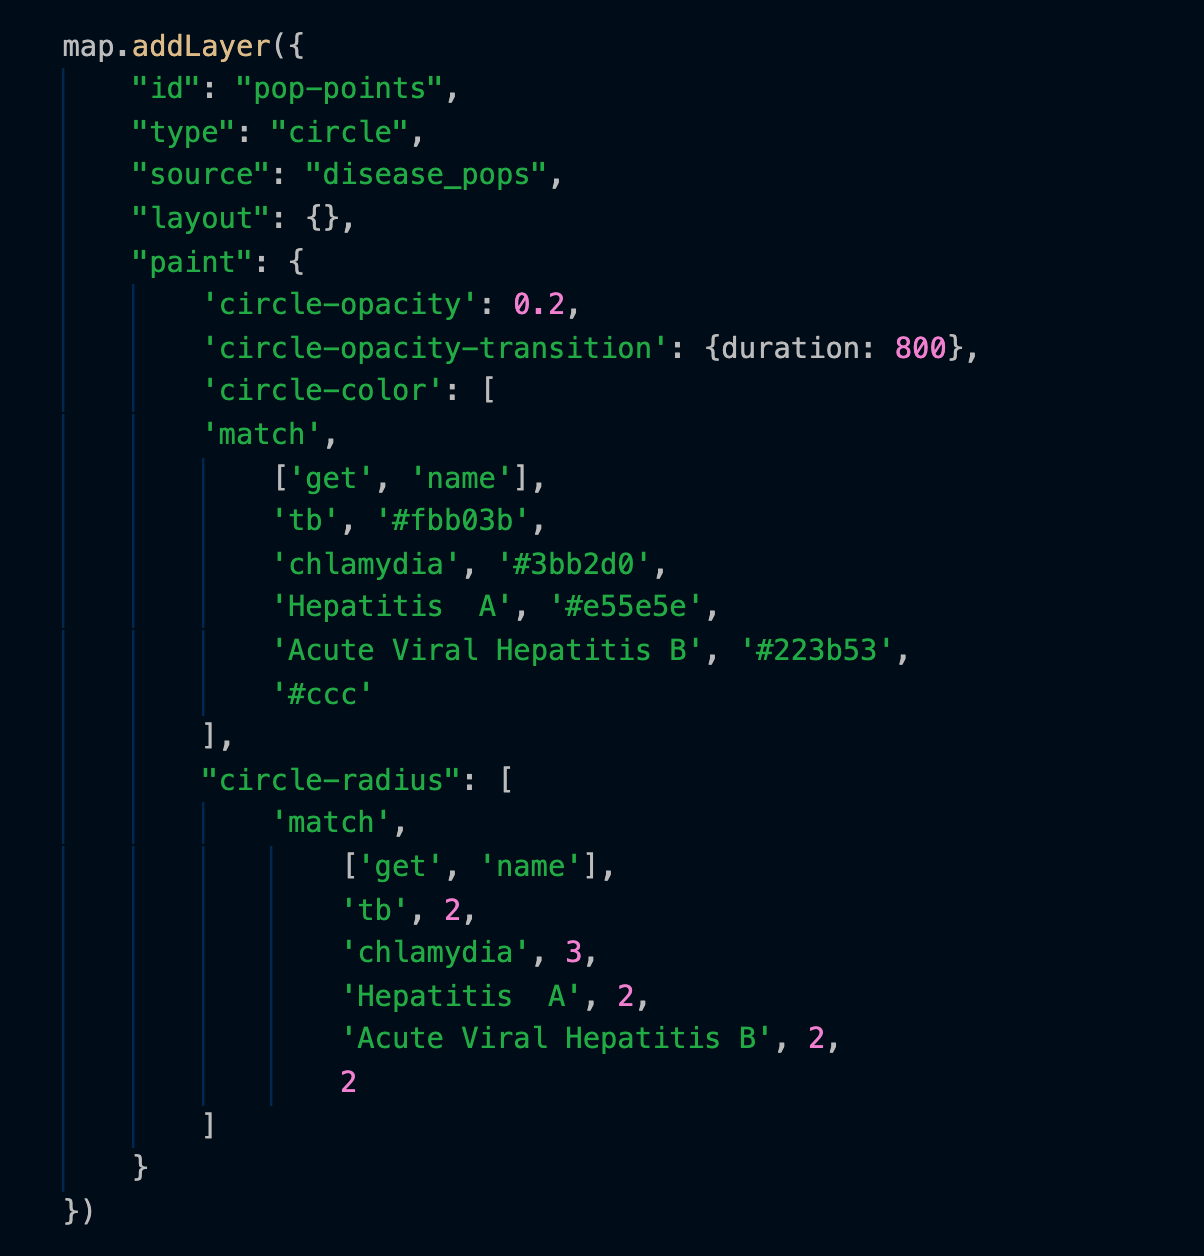 map.addLayer({
    "id": "pop-points",
    "type": "circle",
    "source": "disease_pops",
    "layout": {},
    "paint": {
        'circle-opacity': 0.2,
        'circle-opacity-transition': {duration: 800},
        'circle-color': [
        'match',
            ['get', 'name'],
            'tb', '#fbb03b',
            'chlamydia', '#3bb2d0',
            'Hepatitis  A', '#e55e5e',
            'Acute Viral Hepatitis B', '#223b53',
            '#ccc'
        ],
        "circle-radius": [
            'match',
                ['get', 'name'],
                'tb', 2,
                'chlamydia', 3,
                'Hepatitis  A', 2,
                'Acute Viral Hepatitis B', 2,
                2
        ]
    }
})